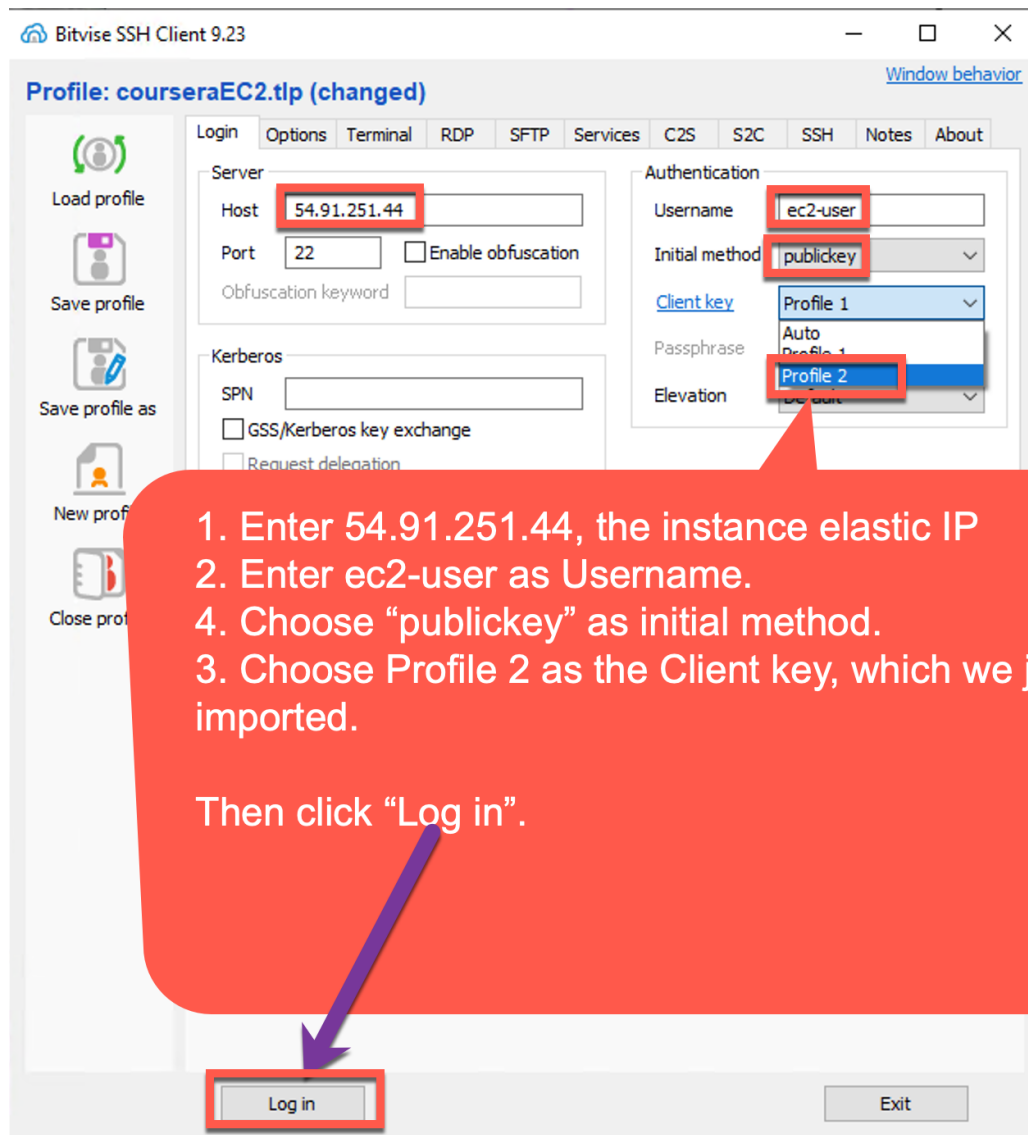 Bitvise SSH Client 9.23
Window behavior
Profile: courseraEC2.tlp (changed)
Login Options Terminal RDP SFTP Services C2S S2C SSH Notes About
Load profile
Save profile
Save profile as
New prof
Close prof
Server
Host 54.91.251.44
Port 22 Enable obfuscation
Obfuscation keyword
Kerberos
SPN
GSS/Kerberos key exchange
Request delegation
Authentication
Username ec2-user
Initial method publickey
Client key Profile 1
Auto
Profile 1
Passphrase
Profile 2
Elevation Default
1. Enter 54.91.251.44, the instance elastic IP
2. Enter ec2-user as Username.
4. Choose “publickey” as initial method.
3. Choose Profile 2 as the Client key, which we j
imported.
Then click “Log in”.
Log in
Exit